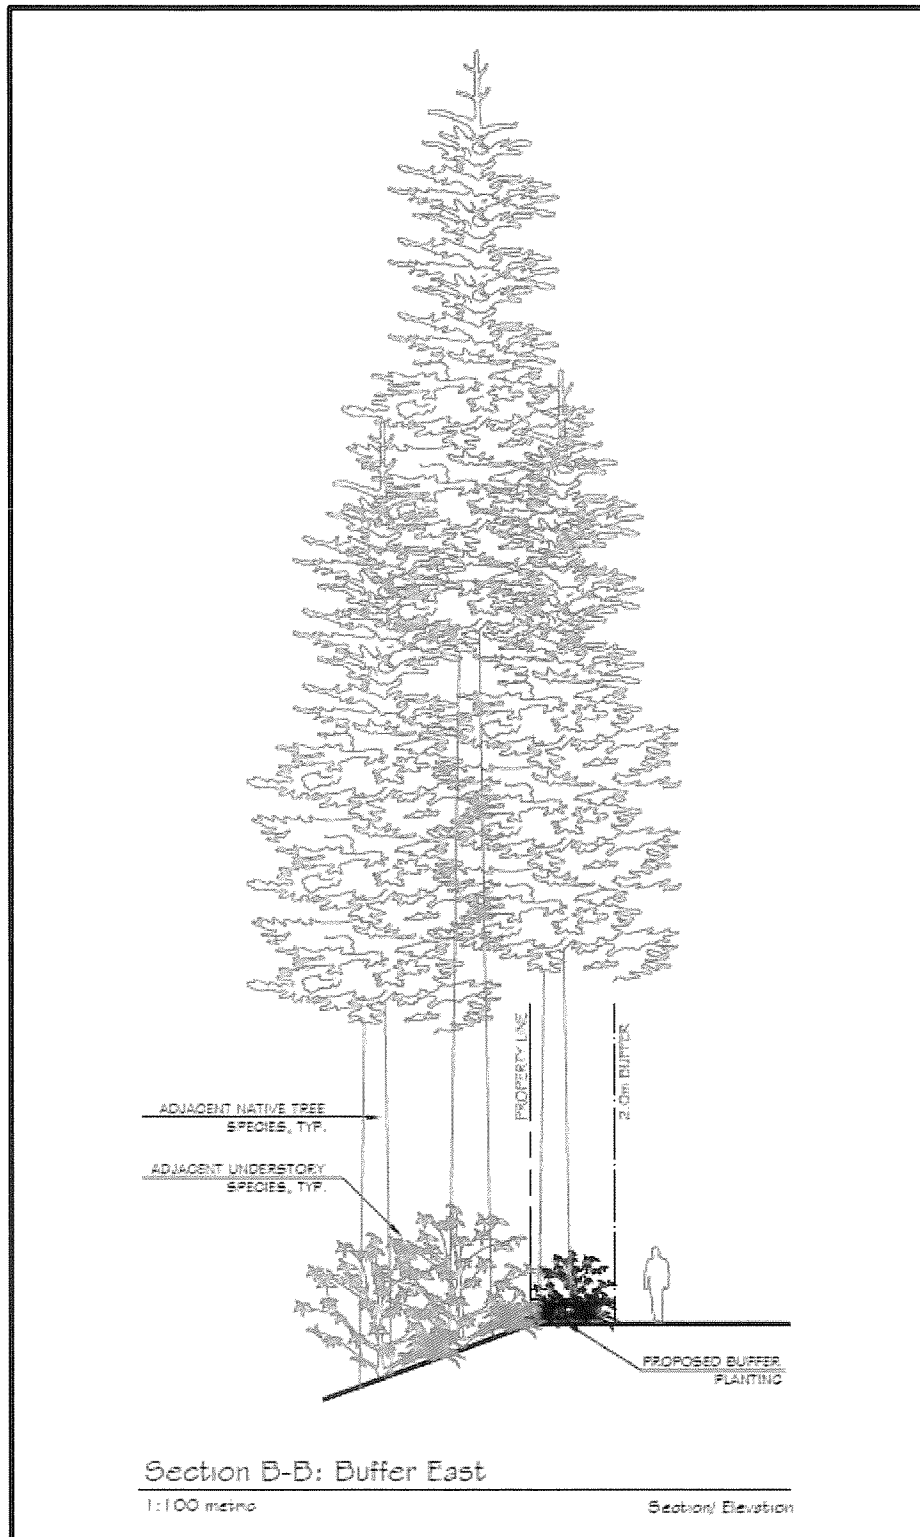 PROPERTY LINE
2.0m BUFFER
ADJACENT NATIVE TREE
SPECIES, TYP.
ADJACENT UNDERSTORY
SPECIES, TYP.
PROPOSED BUFFER
PLANTING
Section B-B: Buffer East
1:100 metric
Section/ Elevation